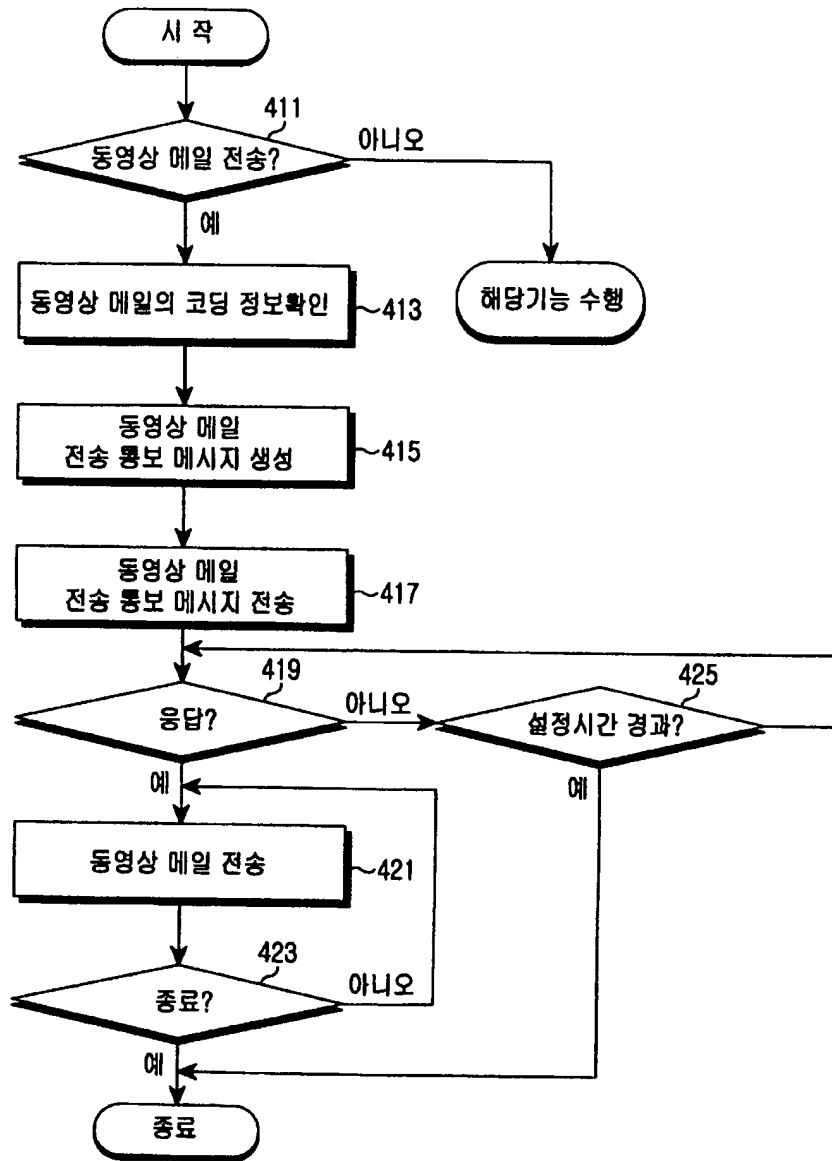 시 작
411
동영상 메일 전송?
아니오
예
동영상 메일의 코딩 정보확인
413
해당기능 수행
동영상 메일
전송 통보 메시지 생성
415
동영상 메일
전송 통보 메시지 전송
417
419
응답?
아니오
425
설정시간 경과?
예
예
동영상 메일 전송
421
423
종료?
아니오
예
종료